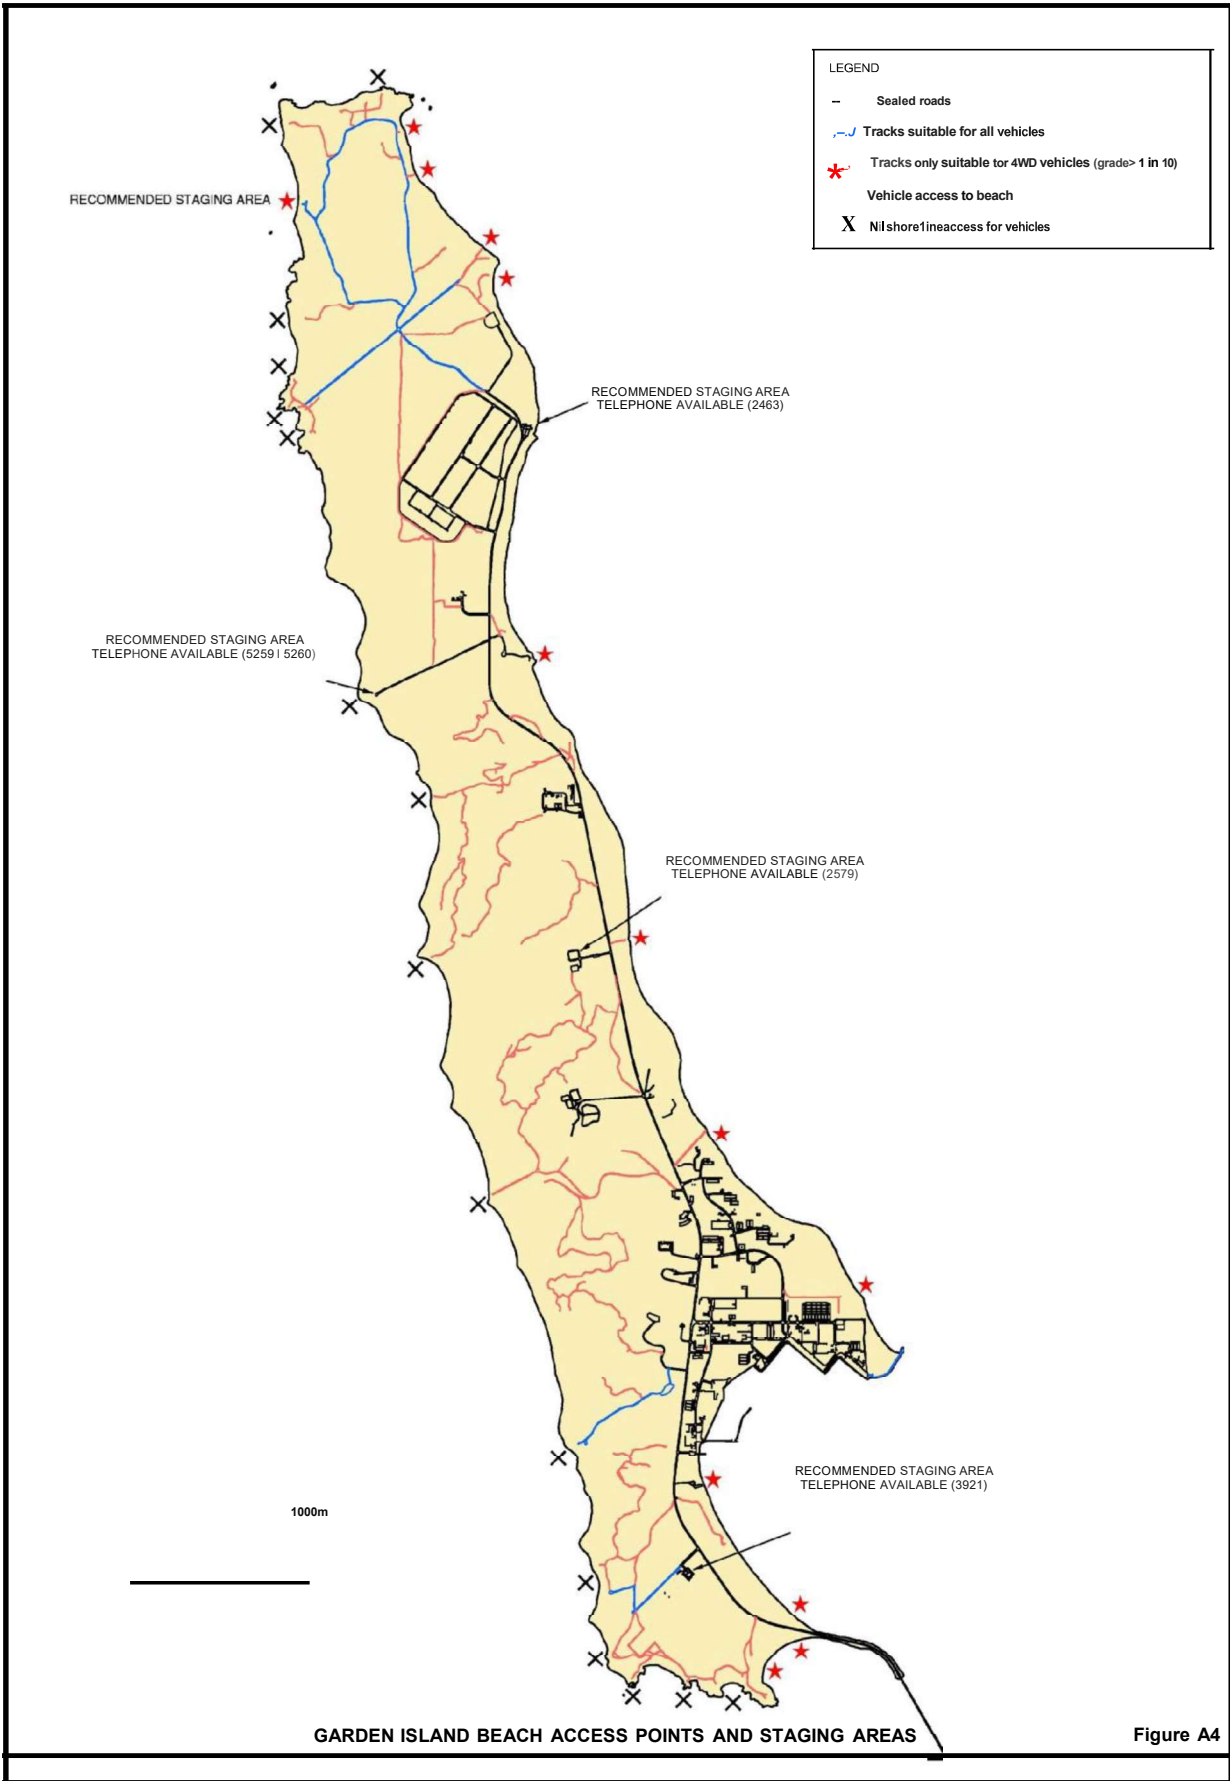 LEGEND
Sealed roads
Tracks suitable for all vehicles
Tracks only suitable tor 4WD vehicles (grade> 1 in 10)
Vehicle access to beach
X Nil shore1ineaccess for vehicles
RECOMMENDED STAGING AREA
RECOMMENDED STAGING AREA
TELEPHONE AVAILABLE (2463)
RECOMMENDED STAGING AREA
TELEPHONE AVAILABLE (5259 I 5260)
RECOMMENDED STAGING AREA
TELEPHONE AVAILABLE (2579)
RECOMMENDED STAGING AREA
TELEPHONE AVAILABLE (3921)
1000m
GARDEN ISLAND BEACH ACCESS POINTS AND STAGING AREAS
Figure A4